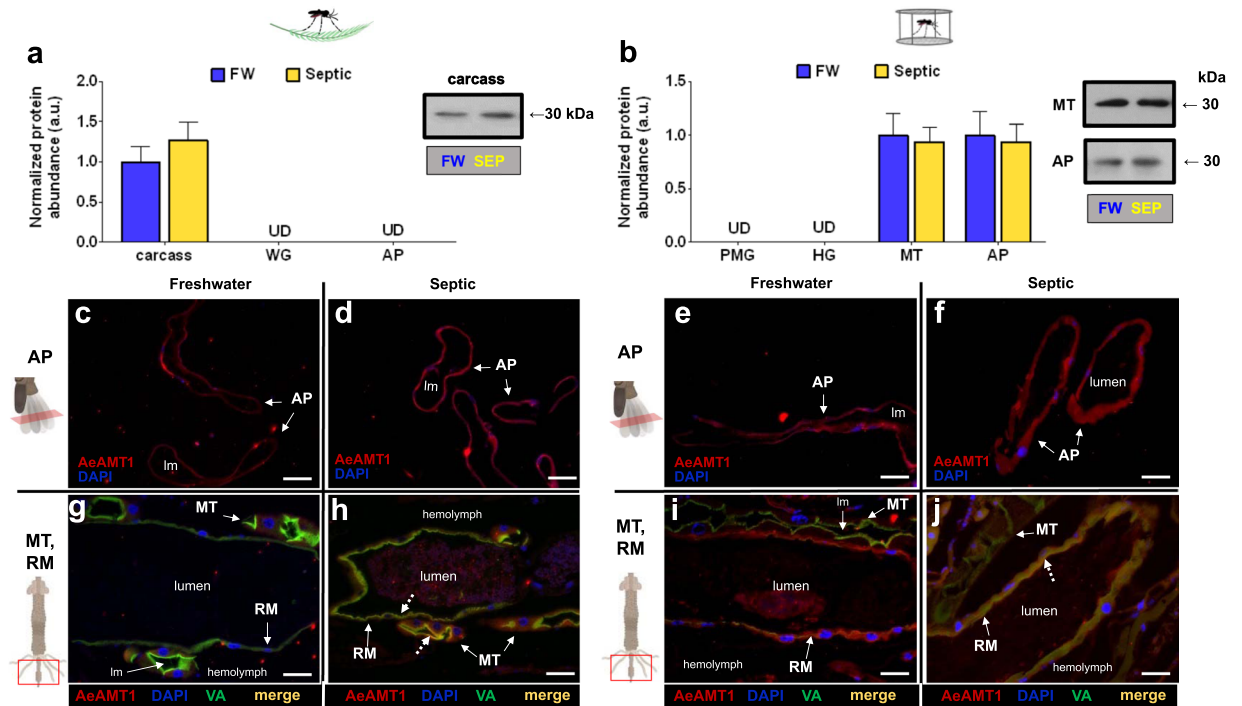 a
FW Septic
Normalized protein
abundance (a.u.)
2.0
1.5
1.0
0.5
0.0
UD UD
carcass WG AP
carcass
←30 kDa
FW SEP
b
FW Septic
Normalized protein
abundance (a.u.)
1.5
1.0
0.5
0.0
UD UD
PMG HG MT AP
kDa
MT ← 30
AP ← 30
FW SEP
Freshwater Septic
AP
c
AP
lm
AeAMT1
DAPI
d
AP
lm
AeAMT1
DAPI
MT,
RM
g
MT
lumen
RM
lm
hemolymph
h
hemolymph
lumen
RM
MT
AeAMT1 DAPI VA merge
AeAMT1 DAPI VA merge
Freshwater Septic
AP
e
AP
lm
AeAMT1
DAPI
f
lumen
AP
AeAMT1
DAPI
MT,
RM
i
lm
MT
lumen
RM
hemolymph
j
MT
lumen
RM
hemolymph
AeAMT1 DAPI VA merge
AeAMT1 DAPI VA merge